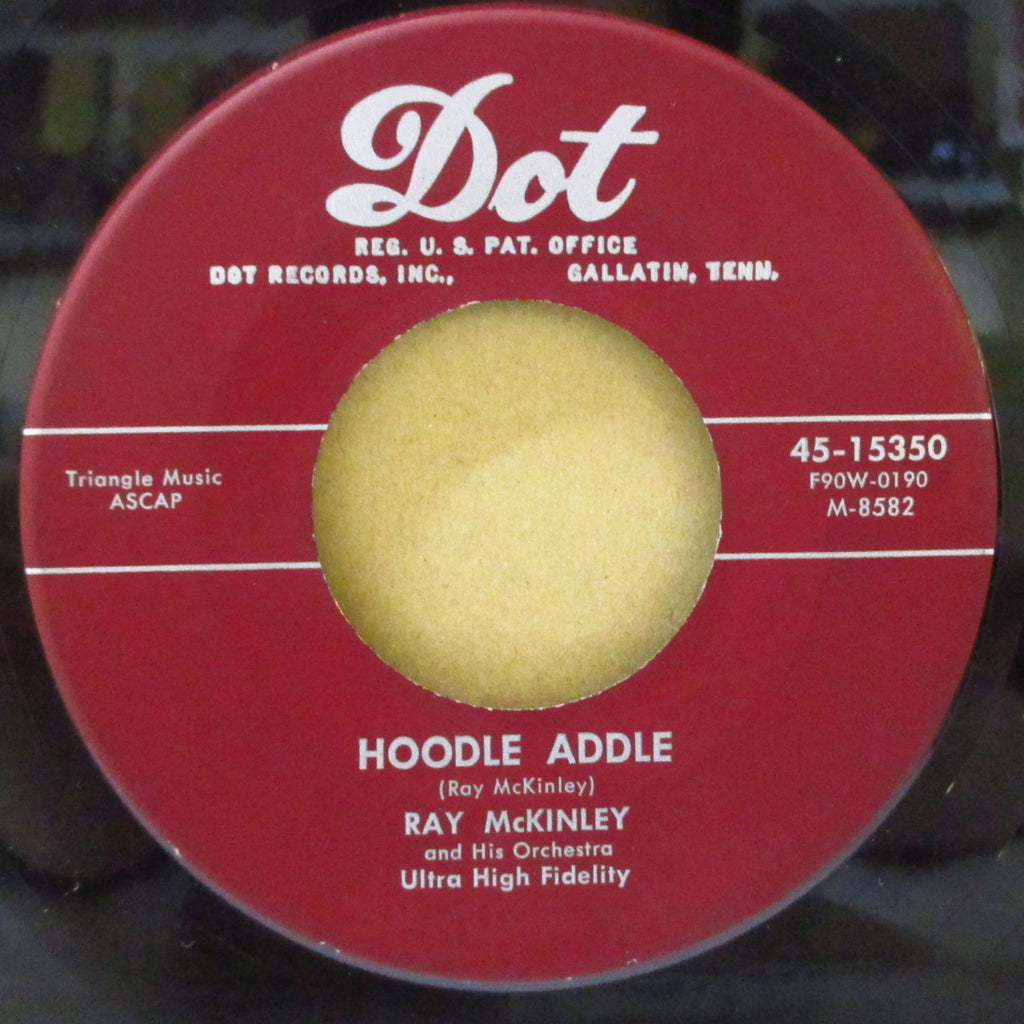 Dot
REG. U. S. PAT. OFFICE
DOT RECORDS, INC., GALLATIN, TENN.
Triangle Music
ASCAP
45-15350
F90W-0190
M-8582
HOODLE ADDLE
(Ray McKinley)
RAY McKINLEY
and His Orchestra
Ultra High Fidelity